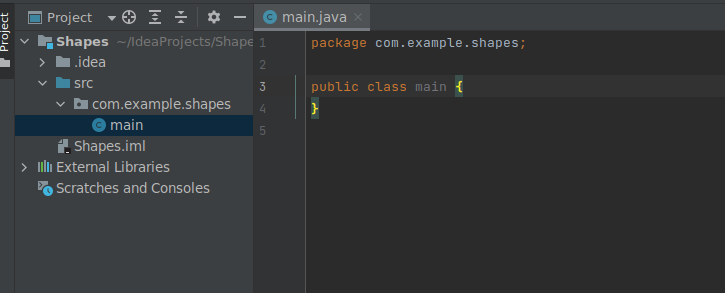 Project
Project
main.java
Shapes ~/IdeaProjects/Shape
.idea
src
com.example.shapes
main
Shapes.iml
External Libraries
Scratches and Consoles
1 package com.example.shapes;
2
3 public class main {
4 }
5